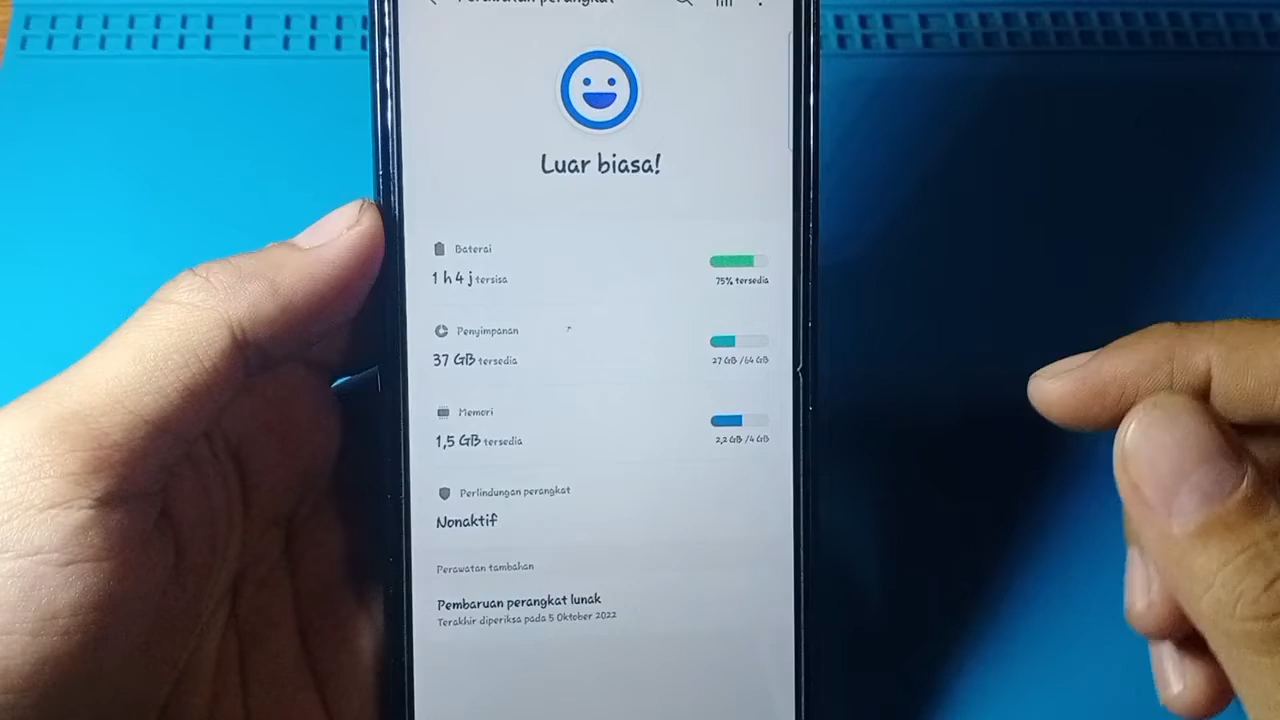 Perawatan perangkat
Luar biasa!
Baterai
1 h 4 j tersisa
75% tersedia
Penyimpanan
37 GB tersedia
27 GB /64 GB
Memori
1,5 GB tersedia
2,2 GB /4 GB
Perlindungan perangkat
Nonaktif
Perawatan tambahan
Pembaruan perangkat lunak
Terakhir diperiksa pada 5 Oktober 2022